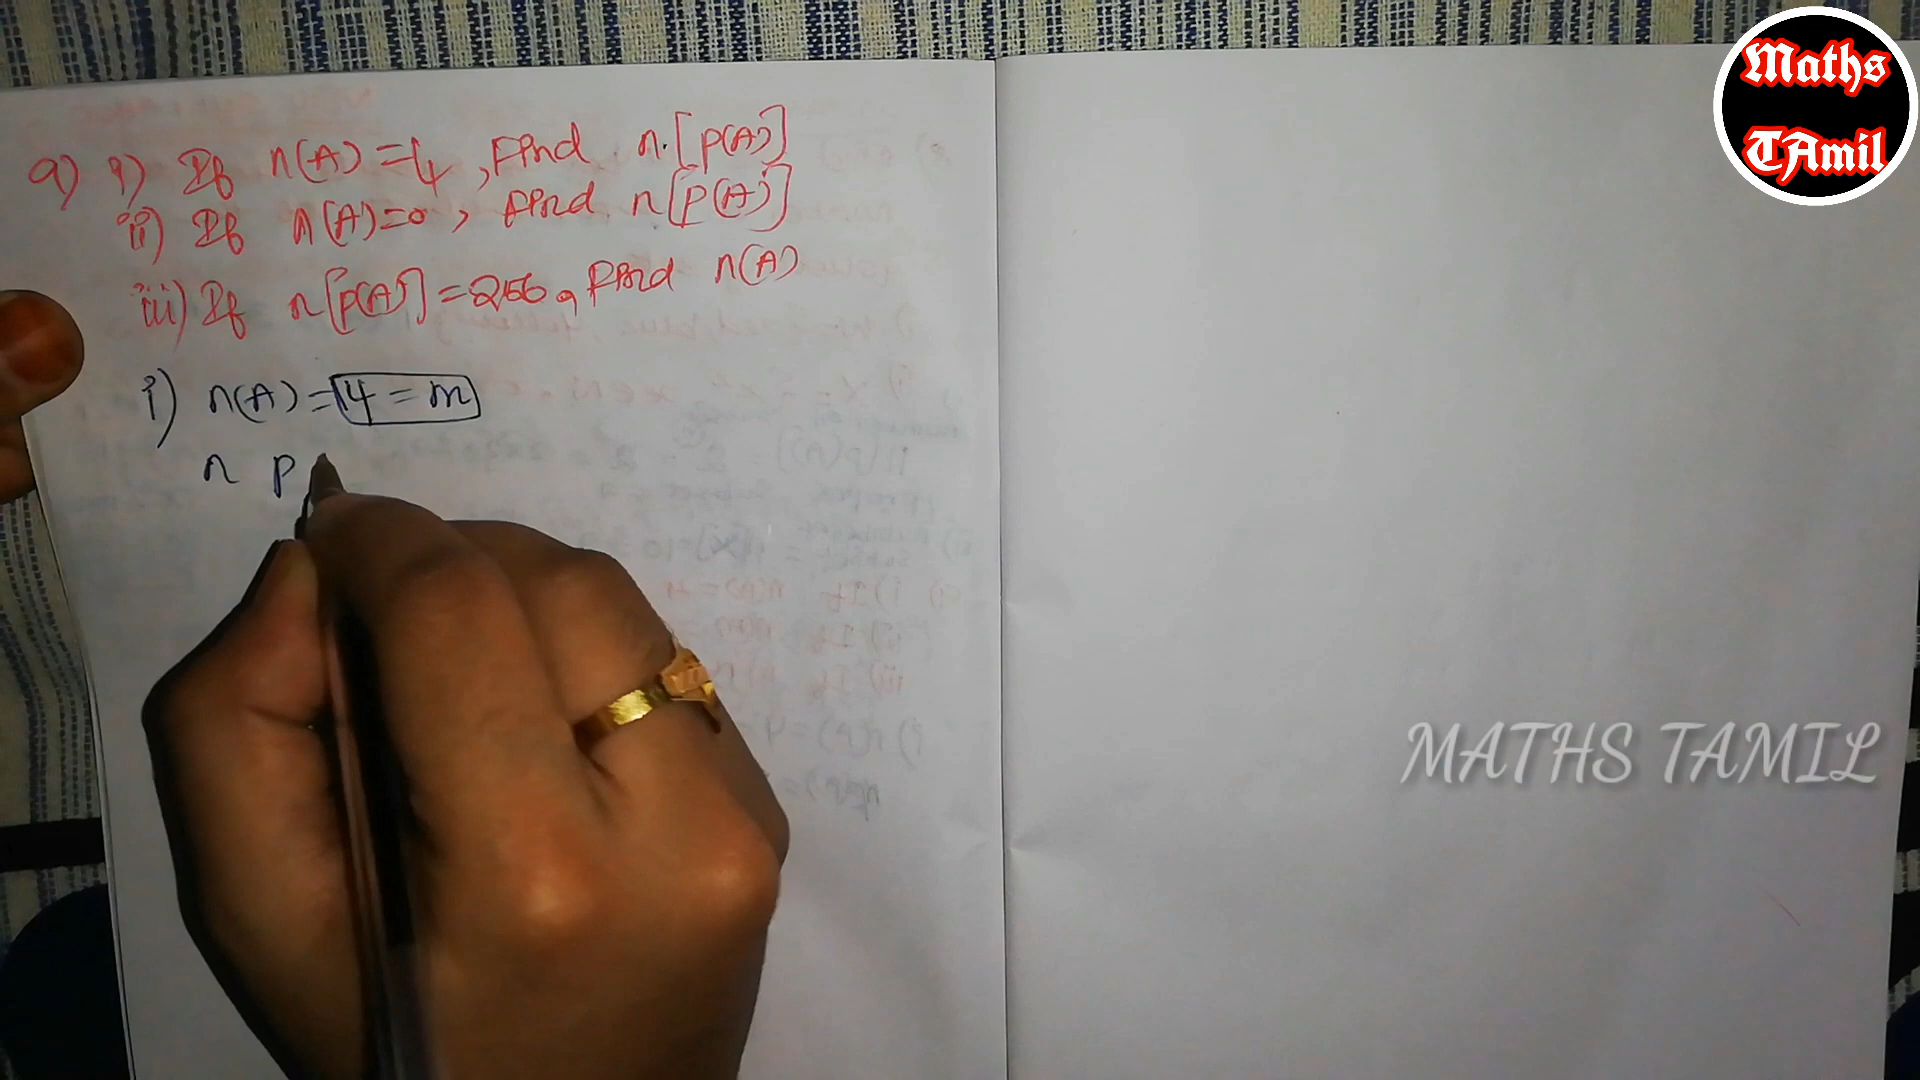 Maths
TAmil
9) i) If n(A)=4, Find n.[p(A)]
ii) If n(A)=0, Find n[p(A)]
iii) If n[p(A)]=256, Find n(A)
i) n(A)=4=m
n p
MATHS TAMIL